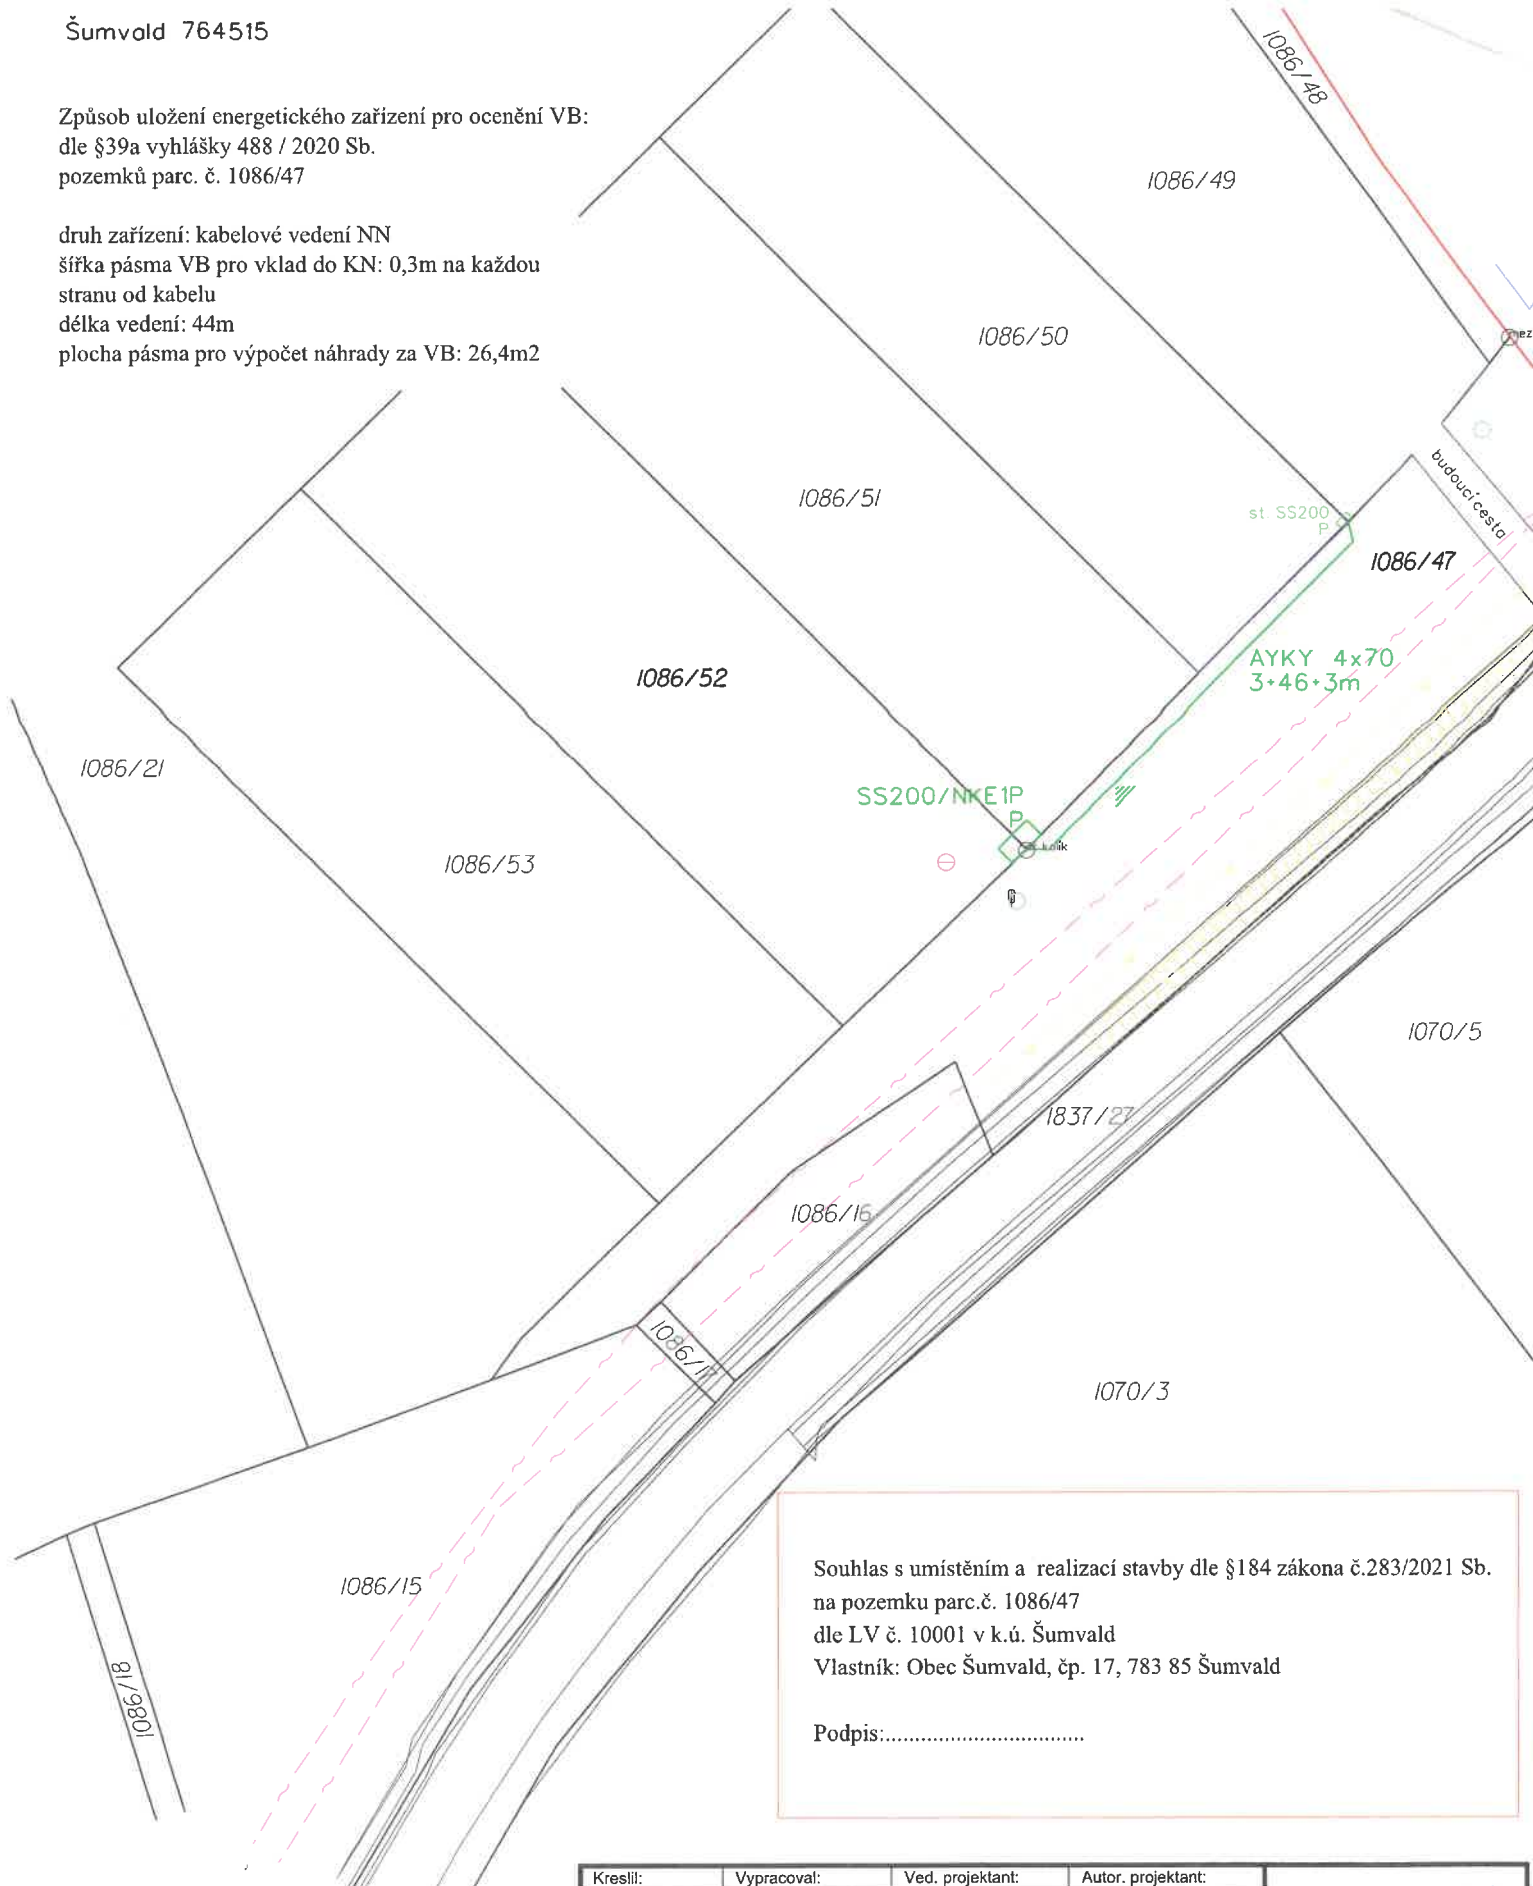 Šumvald 764515
Způsob uložení energetického zařízení pro ocenění VB:
dle §39a vyhlášky 488 / 2020 Sb.
pozemků parc. č. 1086/47
druh zařízení: kabelové vedení NN
šířka pásma VB pro vklad do KN: 0,3m na každou
stranu od kabelu
délka vedení: 44m
plocha pásma pro výpočet náhrady za VB: 26,4m2
1086/48
1086/49
1086/50
1086/51
budoucí cesta
st. SS200
P
1086/47
1086/52
AYKY 4x70
3+46+3m
1086/21
SS200/NKE1P
P
kolík
1086/53
1070/5
1837/27
1086/16
1086/17
1070/3
1086/15
1086/18
Souhlas s umístěním a realizací stavby dle §184 zákona č.283/2021 Sb.
na pozemku parc.č. 1086/47
dle LV č. 10001 v k.ú. Šumvald
Vlastník: Obec Šumvald, čp. 17, 783 85 Šumvald
Podpis:...................................
Kreslil: Vypracoval: Ved. projektant: Autor. projektant: